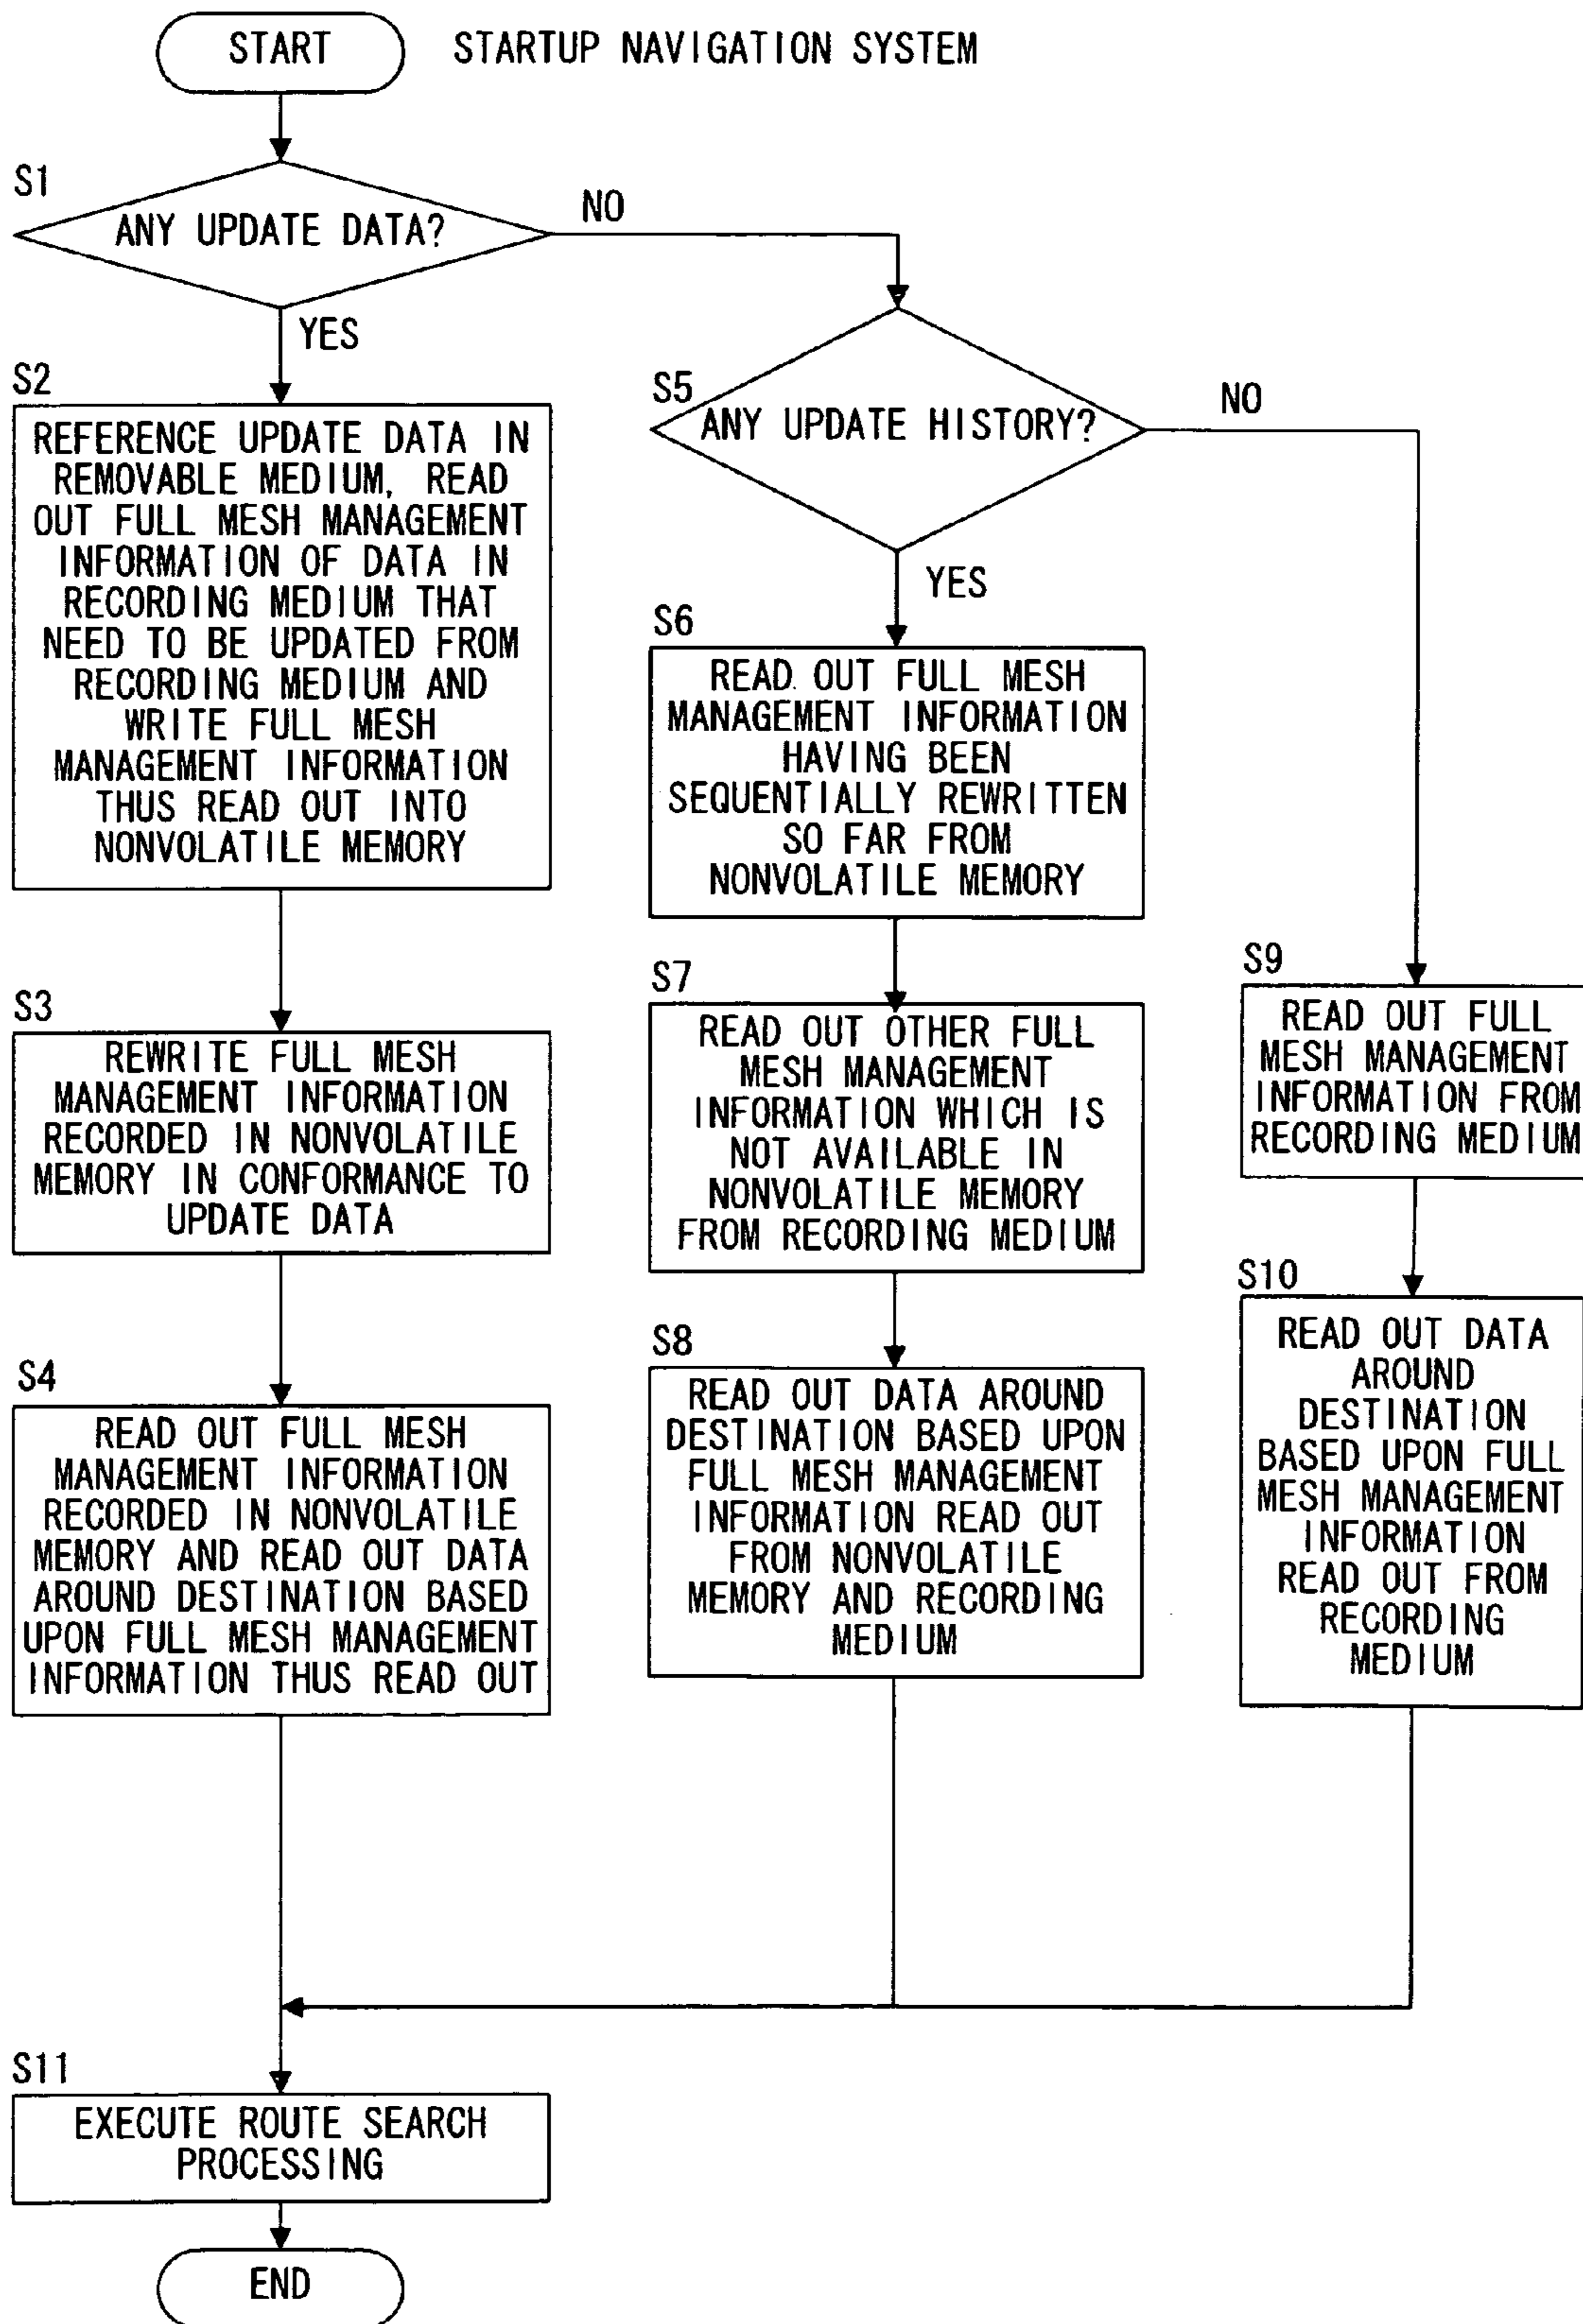 START
STARTUP NAVIGATION SYSTEM
S1
ANY UPDATE DATA?
NO
YES
S2
REFERENCE UPDATE DATA IN
REMOVABLE MEDIUM, READ
OUT FULL MESH MANAGEMENT
INFORMATION OF DATA IN
RECORDING MEDIUM THAT
NEED TO BE UPDATED FROM
RECORDING MEDIUM AND
WRITE FULL MESH
MANAGEMENT INFORMATION
THUS READ OUT INTO
NONVOLATILE MEMORY
S3
REWRITE FULL MESH
MANAGEMENT INFORMATION
RECORDED IN NONVOLATILE
MEMORY IN CONFORMANCE TO
UPDATE DATA
S4
READ OUT FULL MESH
MANAGEMENT INFORMATION
RECORDED IN NONVOLATILE
MEMORY AND READ OUT DATA
AROUND DESTINATION BASED
UPON FULL MESH MANAGEMENT
INFORMATION THUS READ OUT
S5
ANY UPDATE HISTORY?
NO
YES
S6
READ OUT FULL MESH
MANAGEMENT INFORMATION
HAVING BEEN
SEQUENTIALLY REWRITTEN
SO FAR FROM
NONVOLATILE MEMORY
S7
READ OUT OTHER FULL
MESH MANAGEMENT
INFORMATION WHICH IS
NOT AVAILABLE IN
NONVOLATILE MEMORY
FROM RECORDING MEDIUM
S8
READ OUT DATA AROUND
DESTINATION BASED UPON
FULL MESH MANAGEMENT
INFORMATION READ OUT
FROM NONVOLATILE
MEMORY AND RECORDING
MEDIUM
S9
READ OUT FULL
MESH MANAGEMENT
INFORMATION FROM
RECORDING MEDIUM
S10
READ OUT DATA
AROUND
DESTINATION
BASED UPON FULL
MESH MANAGEMENT
INFORMATION
READ OUT FROM
RECORDING
MEDIUM
S11
EXECUTE ROUTE SEARCH
PROCESSING
END